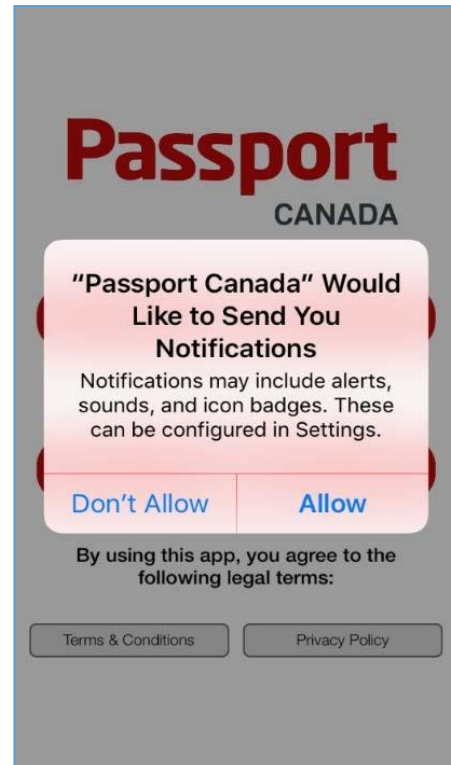 Passport
CANADA
“Passport Canada” Would
Like to Send You
Notifications
Notifications may include alerts,
sounds, and icon badges. These
can be configured in Settings.
Don’t Allow
Allow
By using this app, you agree to the
following legal terms:
Terms & Conditions
Privacy Policy